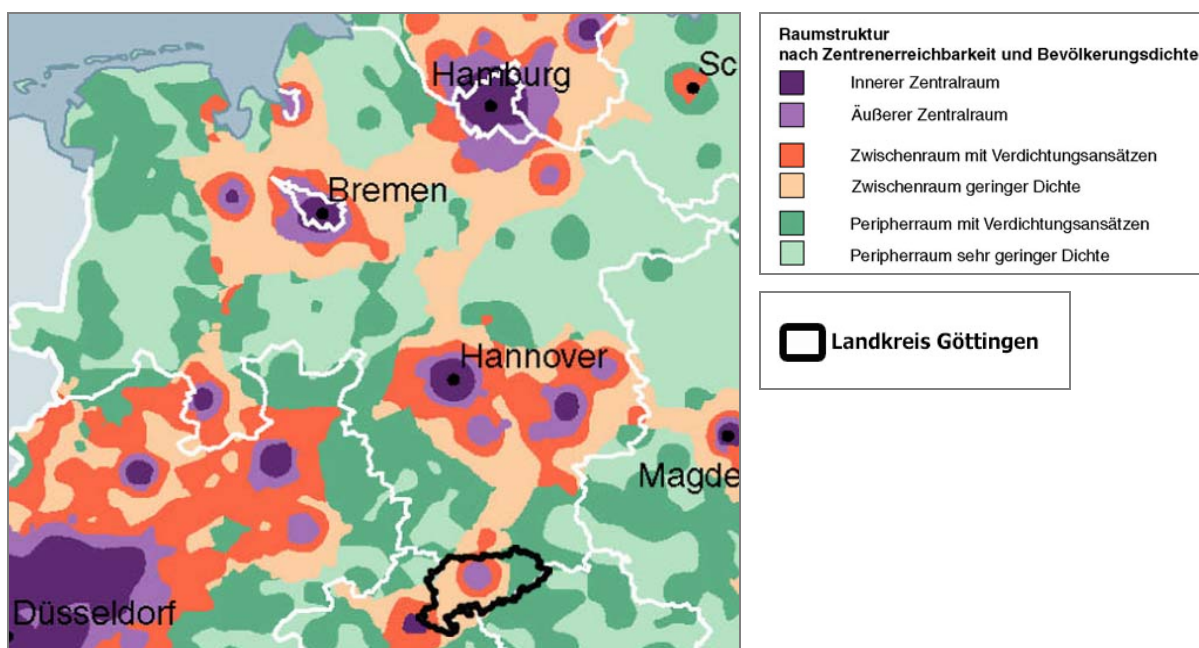 Hamburg
Sc
Bremen
Hannover
Magde
Düsseldorf
Raumstruktur
nach Zentrenerreichbarkeit und Bevölkerungsdichte
Innerer Zentralraum
Äußerer Zentralraum
Zwischenraum mit Verdichtungsansätzen
Zwischenraum geringer Dichte
Peripherraum mit Verdichtungsansätzen
Peripherraum sehr geringer Dichte
Landkreis Göttingen